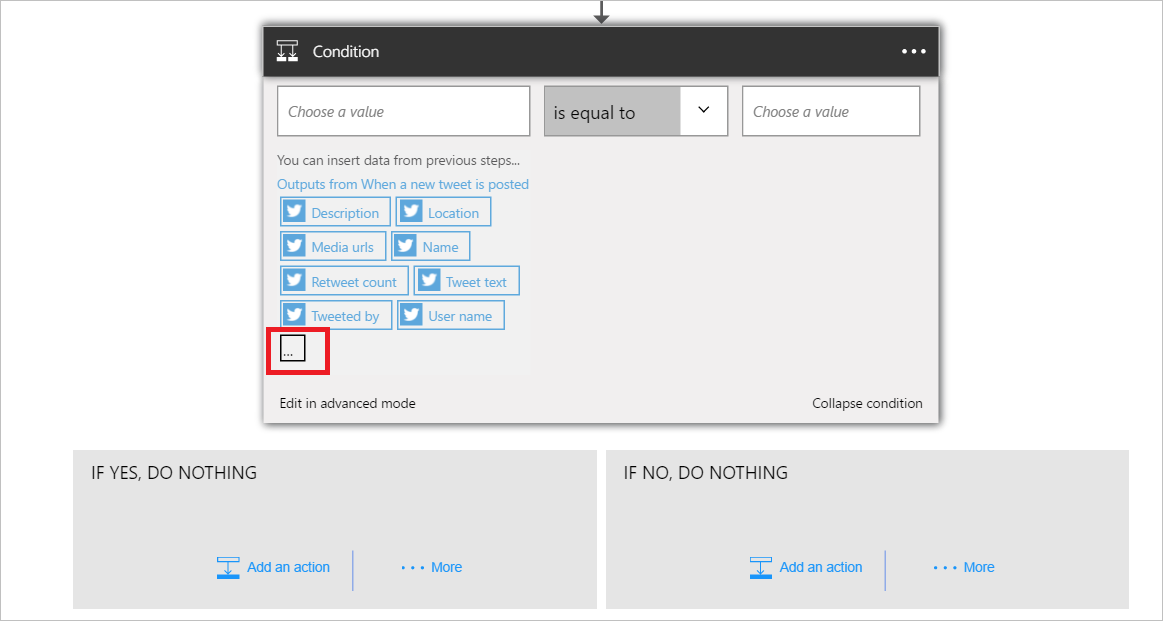 Condition
Choose a value is equal to Choose a value
You can insert data from previous steps...
Outputs from When a new tweet is posted
Description Location
Media urls Name
Retweet count Tweet text
Tweeted by User name
...
Edit in advanced mode Collapse condition
IF YES, DO NOTHING IF NO, DO NOTHING
Add an action ... More Add an action ... More